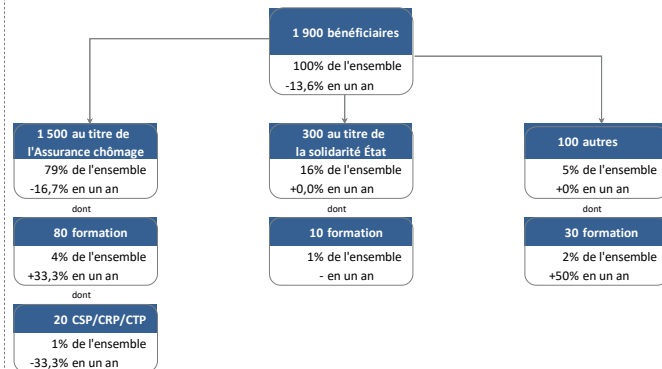 1 900 bénéficiaires
100% de l'ensemble
-13,6% en un an
1 500 au titre de
l'Assurance chômage
79% de l'ensemble
-16,7% en un an
dont
80 formation
4% de l'ensemble
+33,3% en un an
dont
20 CSP/CRP/CTP
1% de l'ensemble
-33,3% en un an
300 au titre de
la solidarité État
16% de l'ensemble
+0,0% en un an
dont
10 formation
1% de l'ensemble
- en un an
100 autres
5% de l'ensemble
+0% en un an
dont
30 formation
2% de l'ensemble
+50% en un an